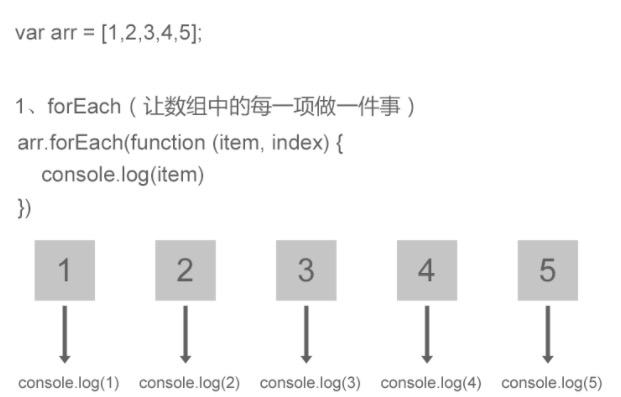 var arr = [1,2,3,4,5];
1、forEach（让数组中的每一项做一件事）
arr.forEach(function (item, index) {
console.log(item)
})
1 2 3 4 5
console.log(1) console.log(2) console.log(3) console.log(4) console.log(5)